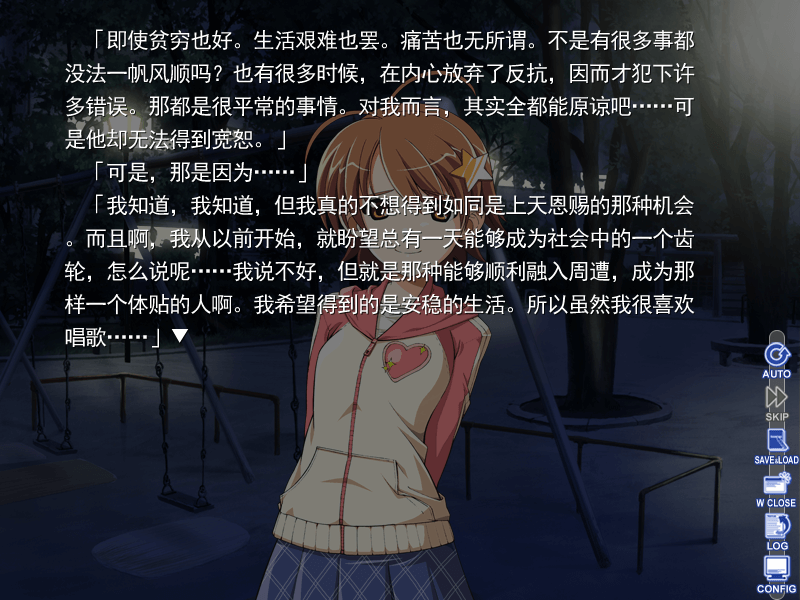 「即使贫穷也好。生活艰难也罢。痛苦也无所谓。不是有很多事都
没法一帆风顺吗？也有很多时候，在内心放弃了反抗，因而才犯下许
多错误。那都是很平常的事情。对我而言，其实全都能原谅吧……可
是他却无法得到宽恕。」
「可是，那是因为……」
「我知道，我知道，但我真的不想得到如同是上天恩赐的那种机会
。而且啊，我从以前开始，就盼望总有一天能够成为社会中的一个齿
轮，怎么说呢……我说不好，但就是那种能够顺利融入周遭，成为那
样一个体贴的人啊。我希望得到的是安稳的生活。所以虽然我很喜欢
唱歌……」▼
AUTO
SKIP
SAVE&LOAD
W CLOSE
LOG
CONFIG